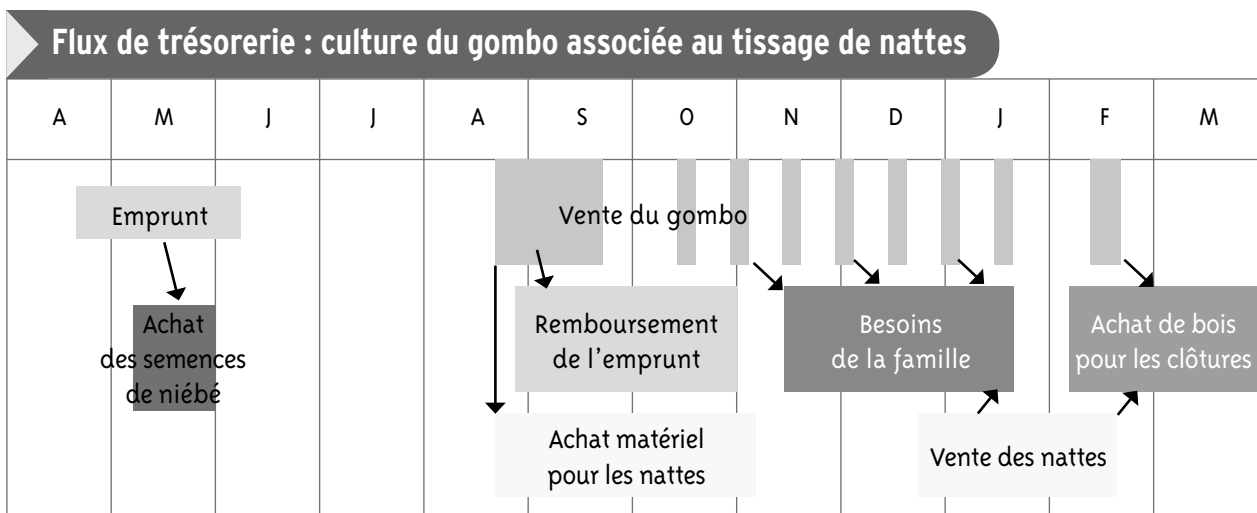 Flux de trésorerie : culture du gombo associée au tissage de nattes
A M J J A S O N D J F M
Emprunt
Vente du gombo
Achat
des semences
de niébé
Remboursement
de l’emprunt
Besoins
de la famille
Achat de bois
pour les clôtures
Achat matériel
pour les nattes
Vente des nattes